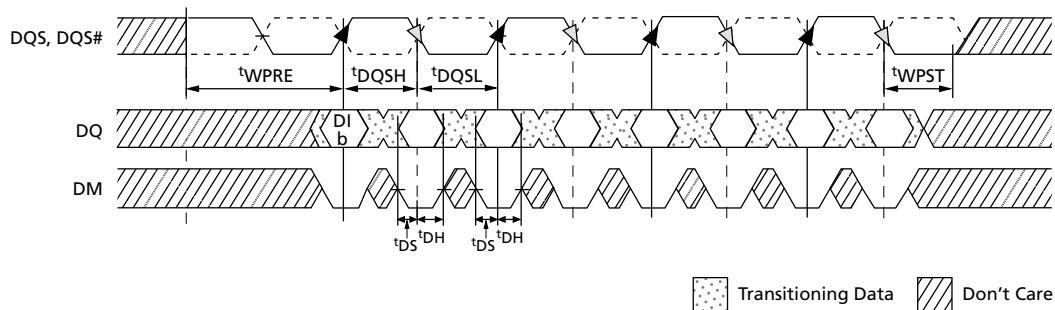 DQS, DQS#
tWPRE tDQSH tDQSL tWPST
DQ
DI
b
DM
tDS tDH tDS tDH
Transitioning Data Don't Care